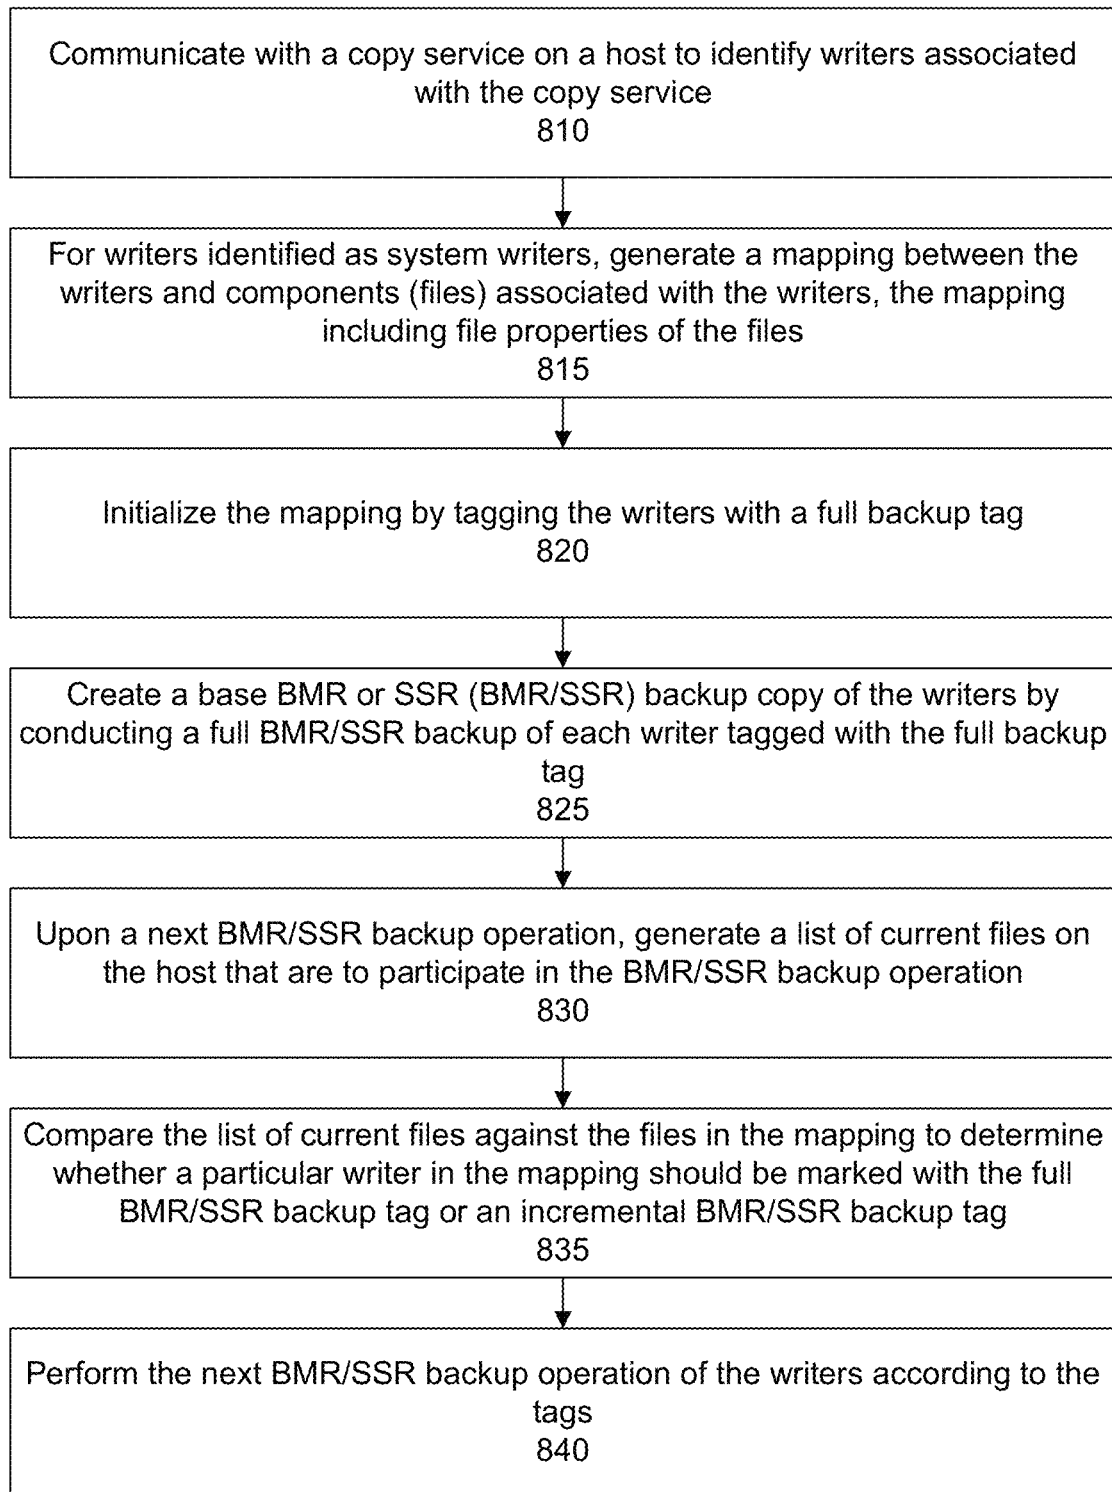 Communicate with a copy service on a host to identify writers associated
with the copy service
810
For writers identified as system writers, generate a mapping between the
writers and components (files) associated with the writers, the mapping
including file properties of the files
815
Initialize the mapping by tagging the writers with a full backup tag
820
Create a base BMR or SSR (BMR/SSR) backup copy of the writers by
conducting a full BMR/SSR backup of each writer tagged with the full backup
tag
825
Upon a next BMR/SSR backup operation, generate a list of current files on
the host that are to participate in the BMR/SSR backup operation
830
Compare the list of current files against the files in the mapping to determine
whether a particular writer in the mapping should be marked with the full
BMR/SSR backup tag or an incremental BMR/SSR backup tag
835
Perform the next BMR/SSR backup operation of the writers according to the
tags
840